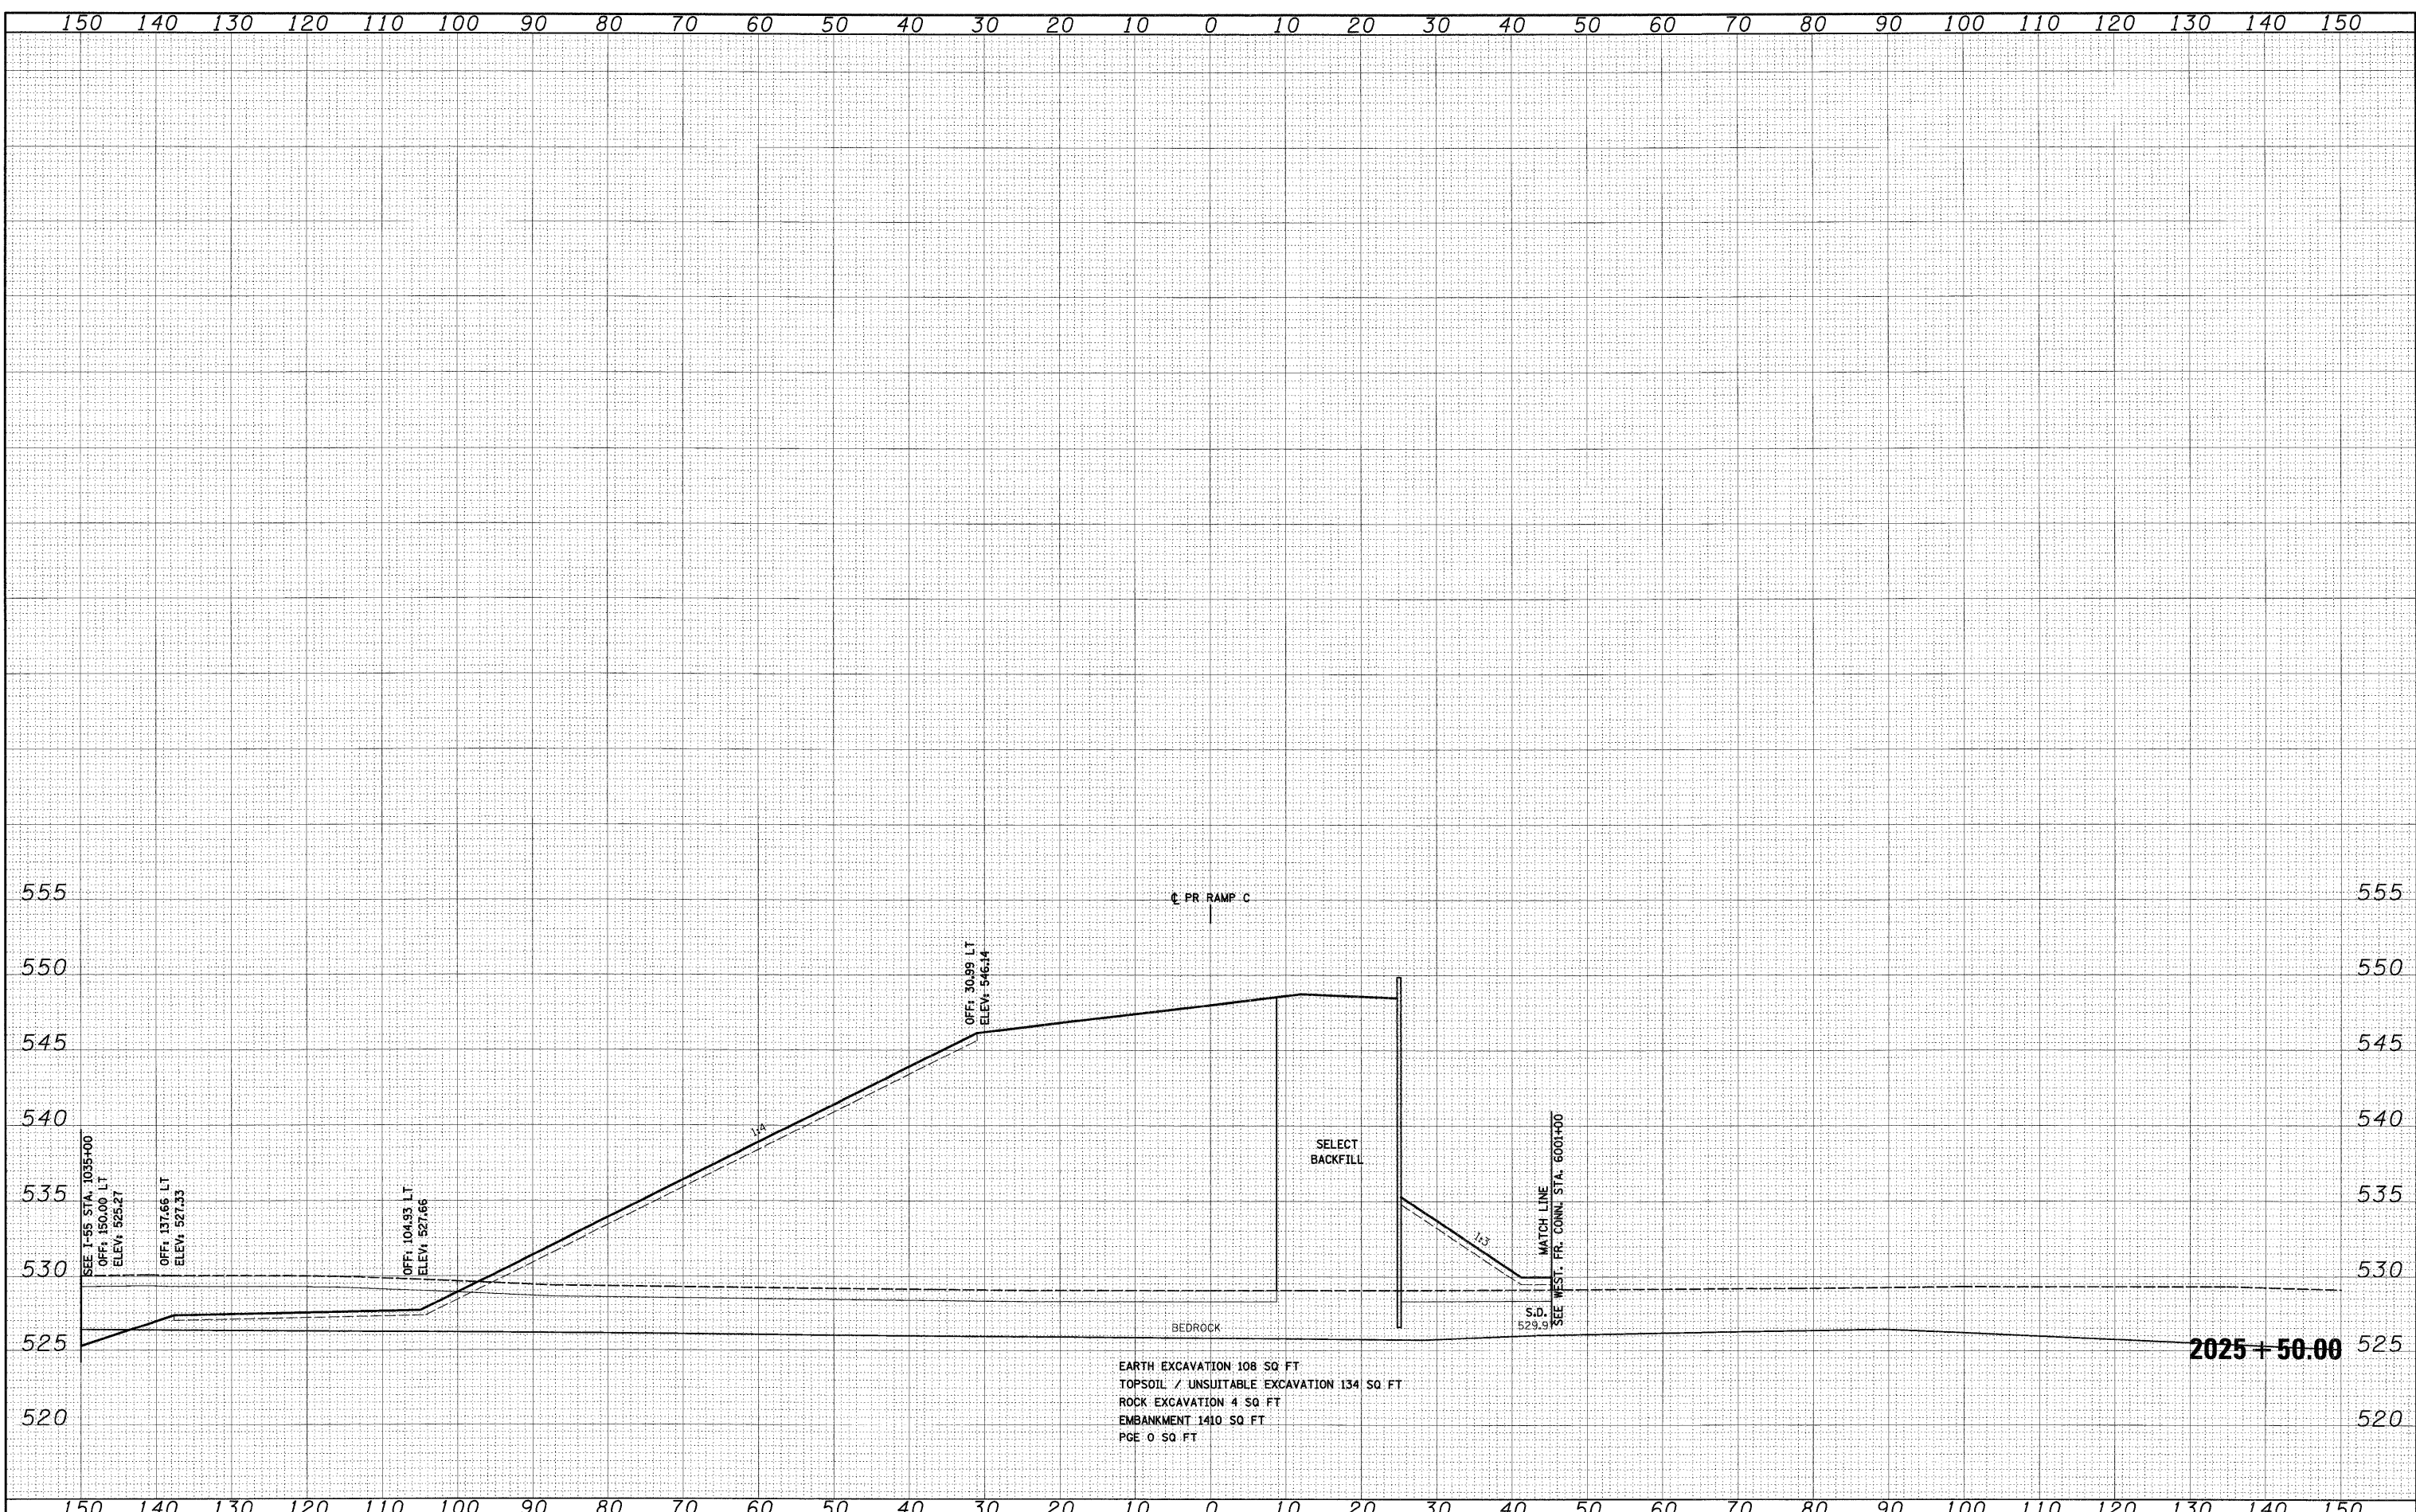 150 140 130 120 110 100 90 80 70 60 50 40 30 20 10 0 10 20 30 40 50 60 70 80 90 100 110 120 130 140 150
555 555
℄ PR RAMP C
550 550
OFF: 30.99 LT
ELEV: 546.14
545 545
540 540
1:4
SELECT
BACKFILL
535 535
SEE I-55 STA. 1035+00
OFF: 150.00 LT
ELEV: 525.27
OFF: 137.66 LT
ELEV: 527.33
OFF: 104.93 LT
ELEV: 527.66
1:3
MATCH LINE
SEE WEST. FR. CONN. STA. 6001+00
530 530
S.D.
529.97
BEDROCK
525 525
2025+50.00
EARTH EXCAVATION 108 SQ FT
TOPSOIL / UNSUITABLE EXCAVATION 134 SQ FT
ROCK EXCAVATION 4 SQ FT
EMBANKMENT 1410 SQ FT
PGE 0 SQ FT
520 520
150 140 130 120 110 100 90 80 70 60 50 40 30 20 10 0 10 20 30 40 50 60 70 80 90 100 110 120 130 140 150